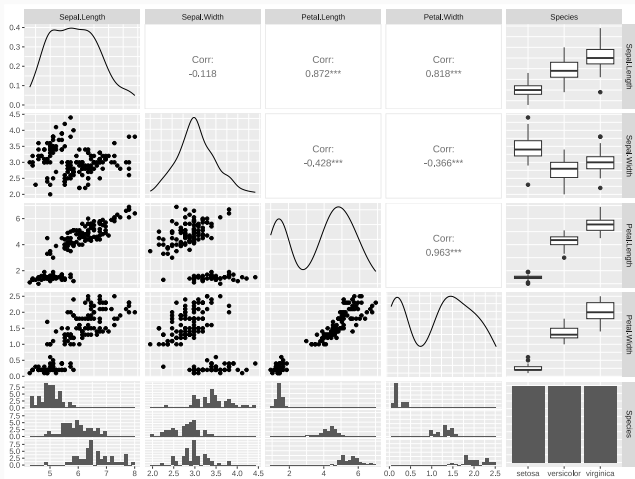 Sepal.Length Sepal.Width Petal.Length Petal.Width Species
0.4
0.3
0.2
0.1
0.0
Corr:
-0.118
Corr:
0.872***
Corr:
0.818***
Sepal.Length
4.5
4.0
3.5
3.0
2.5
2.0
Corr:
-0.428***
Corr:
-0.366***
Sepal.Width
6
4
2
Corr:
0.963***
Petal.Length
2.5
2.0
1.5
1.0
0.5
0.0
Petal.Width
7.5
5.0
2.5
0.0
7.5
5.0
2.5
0.0
7.5
5.0
2.5
0.0
Species
5 6 7 8 2.0 2.5 3.0 3.5 4.0 4.5 2 4 6 0.0 0.5 1.0 1.5 2.0 2.5 setosa versicolor virginica